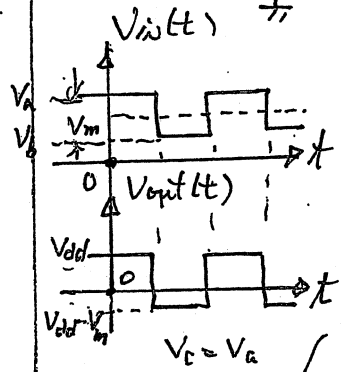 Vin(t)
Va
Vb
Vm
0
t
Vout(t)
Vdd
0
t
Vdd-Vm
Vc = Va